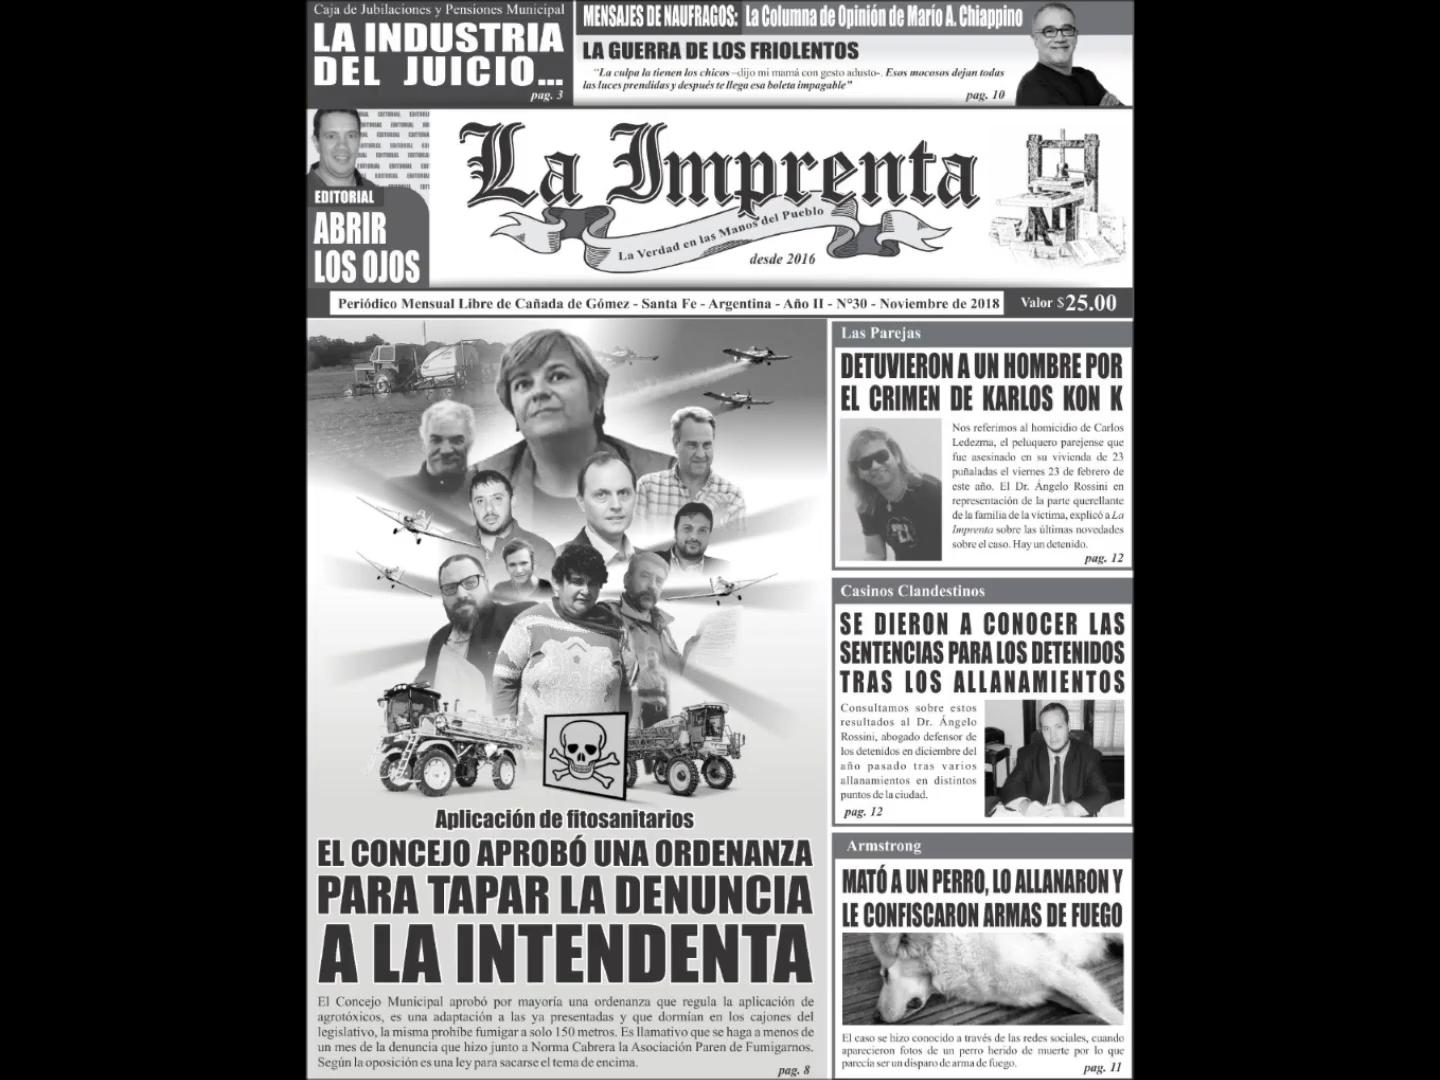 Caja de Jubilaciones y Pensiones Municipal
LA INDUSTRIA
DEL JUICIO...
pag. 3
MENSAJES DE NAUFRAGOS: La Columna de Opinión de Mario A. Chiappino
LA GUERRA DE LOS FRIOLENTOS
"La culpa la tienen los chicos –dijo mi mamá con gesto adusto-. Esos mocosos dejan todas
las luces prendidas y después te llega esa boleta impagable"
pag. 10
EDITORIAL
ABRIR
LOS OJOS
La Imprenta
La Verdad en las Manos del Pueblo
desde 2016
Periódico Mensual Libre de Cañada de Gómez - Santa Fe - Argentina - Año II - N°30 - Noviembre de 2018
Valor $25.00
Aplicación de fitosanitarios
EL CONCEJO APROBÓ UNA ORDENANZA
PARA TAPAR LA DENUNCIA
A LA INTENDENTA
El Concejo Municipal aprobó por mayoría una ordenanza que regula la aplicación de
agrotóxicos, es una adaptación a las ya presentadas y que dormían en los cajones del
legislativo, la misma prohibe fumigar a solo 150 metros. Es llamativo que se haga a menos de
un mes de la denuncia que hizo junto a Norma Cabrera la Asociación Paren de Fumigarnos.
Según la oposición es una ley para sacarse el tema de encima.
pag. 8
Las Parejas
DETUVIERON A UN HOMBRE POR
EL CRIMEN DE KARLOS KON K
Nos referimos al homicidio de Carlos
Ledezma, el peluquero parejense que
fue asesinado en su vivienda de 23
puñaladas el viernes 23 de febrero de
este año. El Dr. Ángelo Rossini en
representación de la parte querellante
de la familia de la víctima, explicó a La
Imprenta sobre las últimas novedades
sobre el caso. Hay un detenido.
pag. 12
Casinos Clandestinos
SE DIERON A CONOCER LAS
SENTENCIAS PARA LOS DETENIDOS
TRAS LOS ALLANAMIENTOS
Consultamos sobre estos
resultados al Dr. Ángelo
Rossini, abogado defensor de
los detenidos en diciembre del
año pasado tras varios
allanamientos en distintos
puntos de la ciudad.
pag. 12
Armstrong
MATÓ A UN PERRO, LO ALLANARON Y
LE CONFISCARON ARMAS DE FUEGO
El caso se hizo conocido a través de las redes sociales, cuando
aparecieron fotos de un perro herido de muerte por lo que
parecía ser un disparo de arma de fuego.
pag. 11